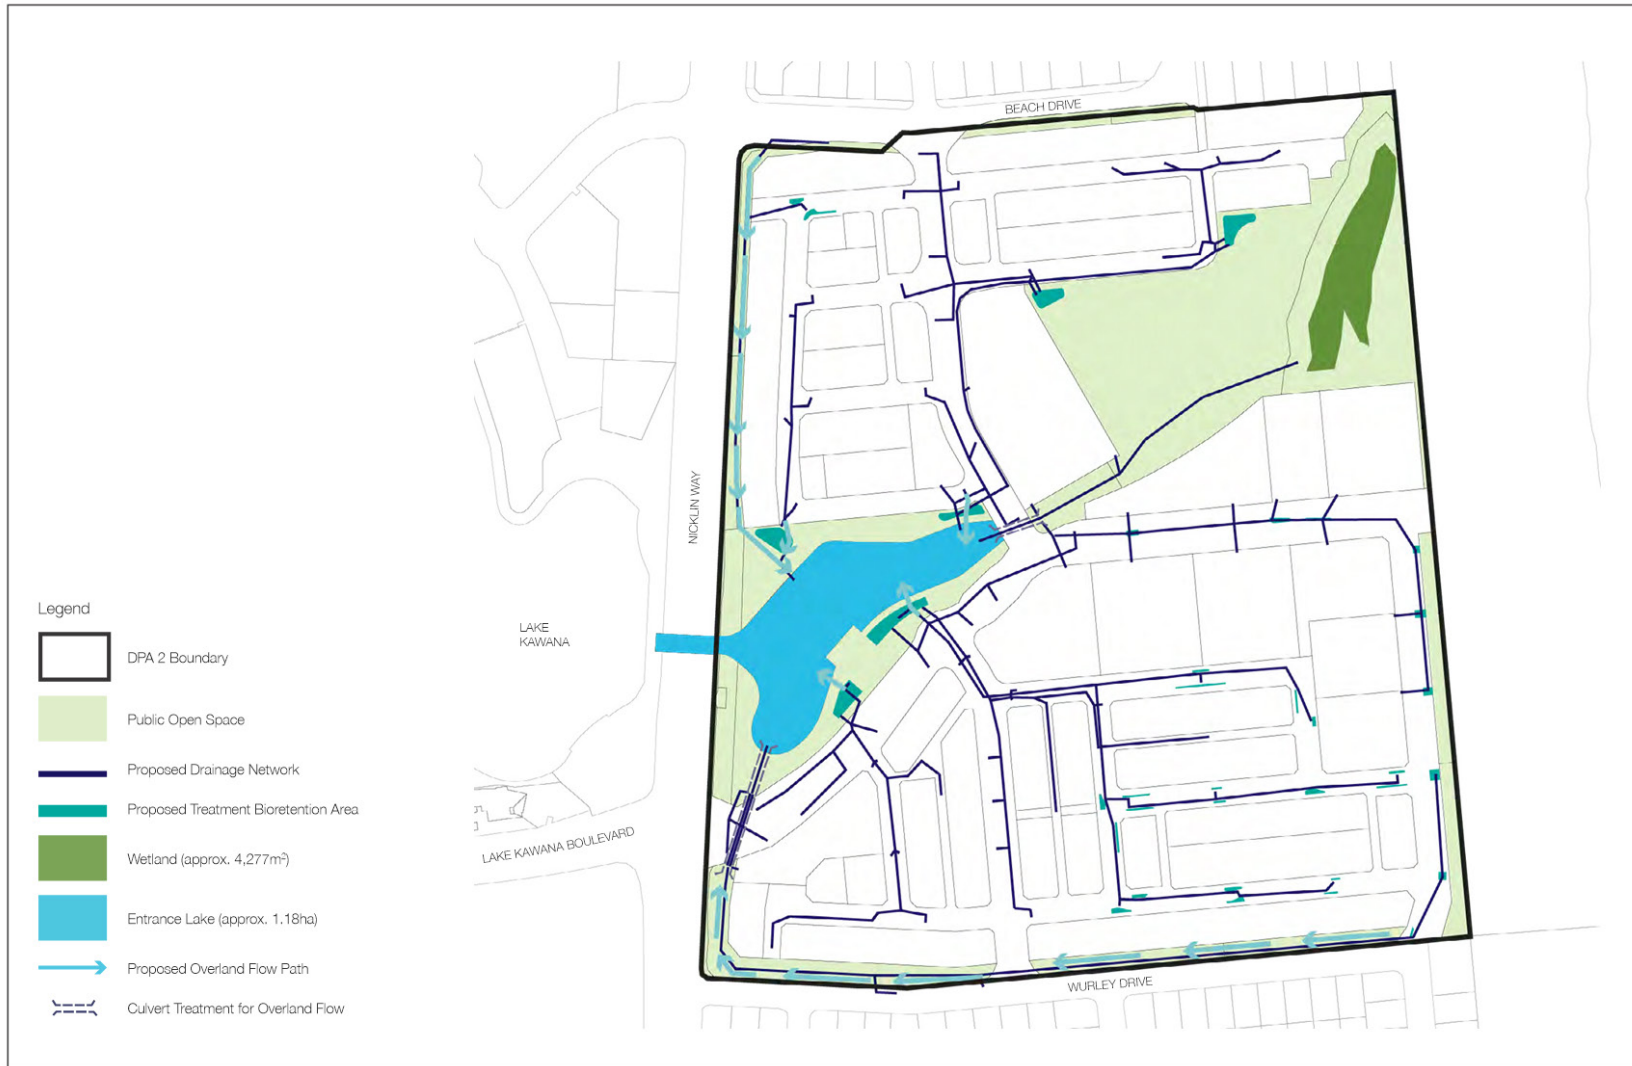 BEACH DRIVE
NICKLIN WAY
Legend
LAKE
KAWANA
DPA 2 Boundary
Public Open Space
Proposed Drainage Network
Proposed Treatment Bioretention Area
LAKE KAWANA BOULEVARD
Wetland (approx. 4,277m²)
Entrance Lake (approx. 1.18ha)
Proposed Overland Flow Path
WURLEY DRIVE
Culvert Treatment for Overland Flow